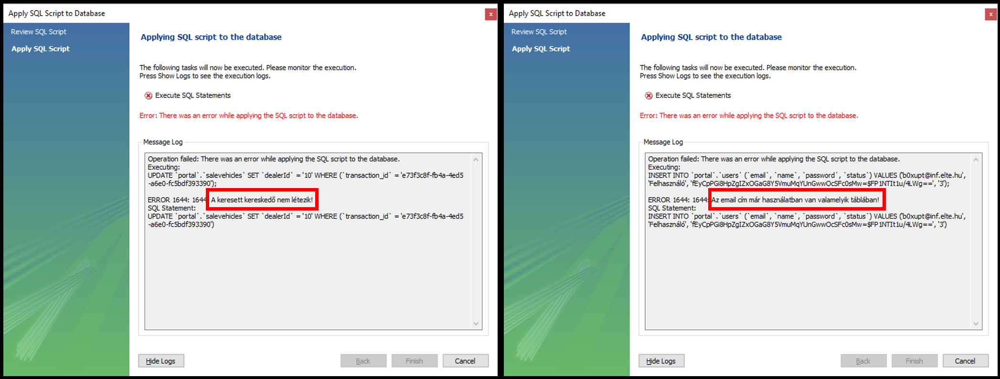 Apply SQL Script to Database
x
Review SQL Script
Apply SQL Script
Applying SQL script to the database
The following tasks will now be executed. Please monitor the execution.
Press Show Logs to see the execution logs.
Execute SQL Statements
Error: There was an error while applying the SQL script to the database.
Message Log
Operation failed: There was an error while applying the SQL script to the database.
Executing:
UPDATE `portal`.`salevehicles` SET `dealerId` = '10' WHERE (`transaction_id` = 'e73f3c8f-fb4a-4ed5
-a6e0-fc5bdf393390');
ERROR 1644: 1644 A keresett kereskedő nem létezik!
SQL Statement:
UPDATE `portal`.`salevehicles` SET `dealerId` = '10' WHERE (`transaction_id` = 'e73f3c8f-fb4a-4ed5
-a6e0-fc5bdf393390')
Hide Logs
Back
Finish
Cancel
Apply SQL Script to Database
x
Review SQL Script
Apply SQL Script
Applying SQL script to the database
The following tasks will now be executed. Please monitor the execution.
Press Show Logs to see the execution logs.
Execute SQL Statements
Error: There was an error while applying the SQL script to the database.
Message Log
Operation failed: There was an error while applying the SQL script to the database.
Executing:
INSERT INTO `portal`.`users` (`email`, `name`, `password`, `status`) VALUES ('b0xupt@inf.elte.hu',
'Felhasználó', 'fEyCpPGi8HpZgIZxOGaG8Y5VmuMqYUnGwwOcSFc0sMw=$FP1NTIt1u/4LWg==', '3');
ERROR 1644: 1644: Az email cím már használatban van valamelyik táblában!
SQL Statement:
INSERT INTO `portal`.`users` (`email`, `name`, `password`, `status`) VALUES ('b0xupt@inf.elte.hu',
'Felhasználó', 'fEyCpPGi8HpZgIZxOGaG8Y5VmuMqYUnGwwOcSFc0sMw=$FP1NTIt1u/4LWg==', '3')
Hide Logs
Back
Finish
Cancel